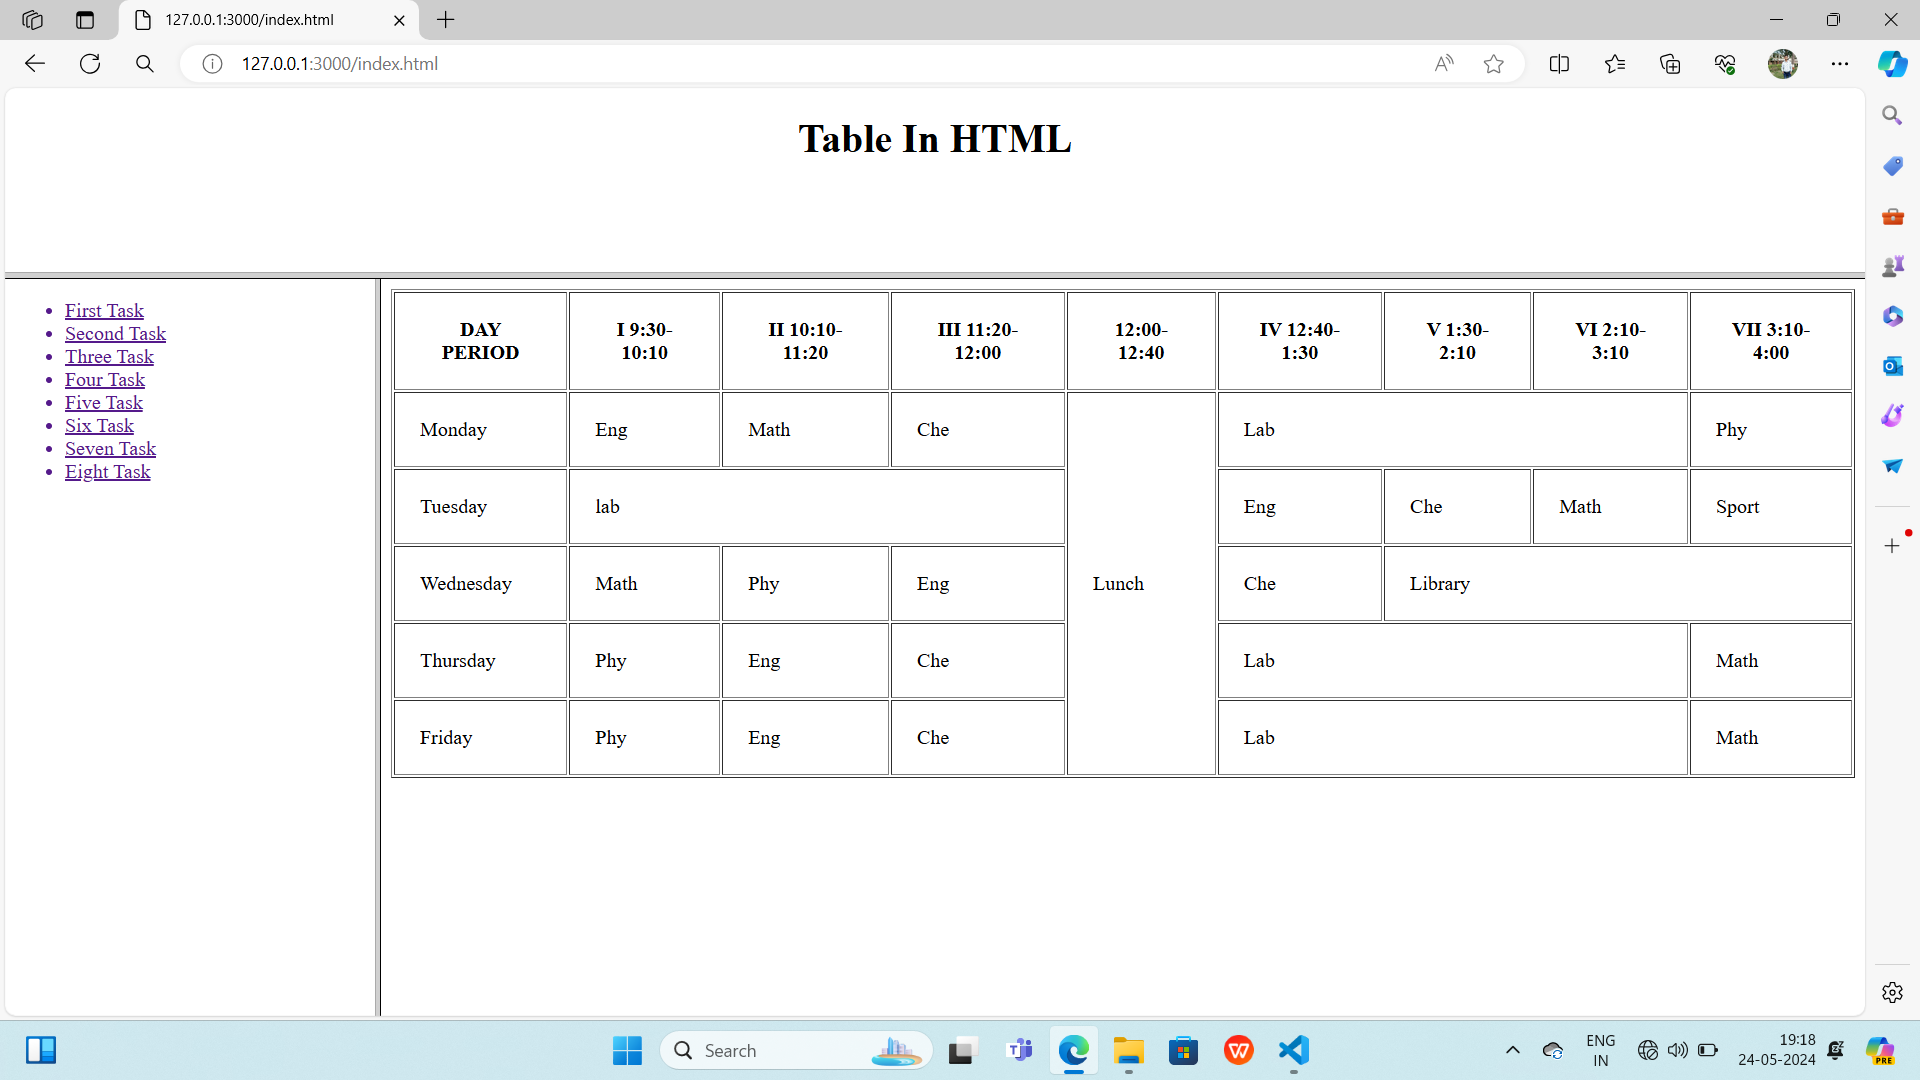 127.0.0.1:3000/index.html
127.0.0.1:3000/index.html
Table In HTML
First Task
Second Task
Three Task
Four Task
Five Task
Six Task
Seven Task
Eight Task
DAY PERIOD
I 9:30-10:10
II 10:10-11:20
III 11:20-12:00
12:00-12:40
IV 12:40-1:30
V 1:30-2:10
VI 2:10-3:10
VII 3:10-4:00
Monday Eng Math Che Lab Phy
Tuesday lab Eng Che Math Sport
Wednesday Math Phy Eng Lunch Che Library
Thursday Phy Eng Che Lab Math
Friday Phy Eng Che Lab Math
Search
ENG
IN
19:18
24-05-2024
PRE